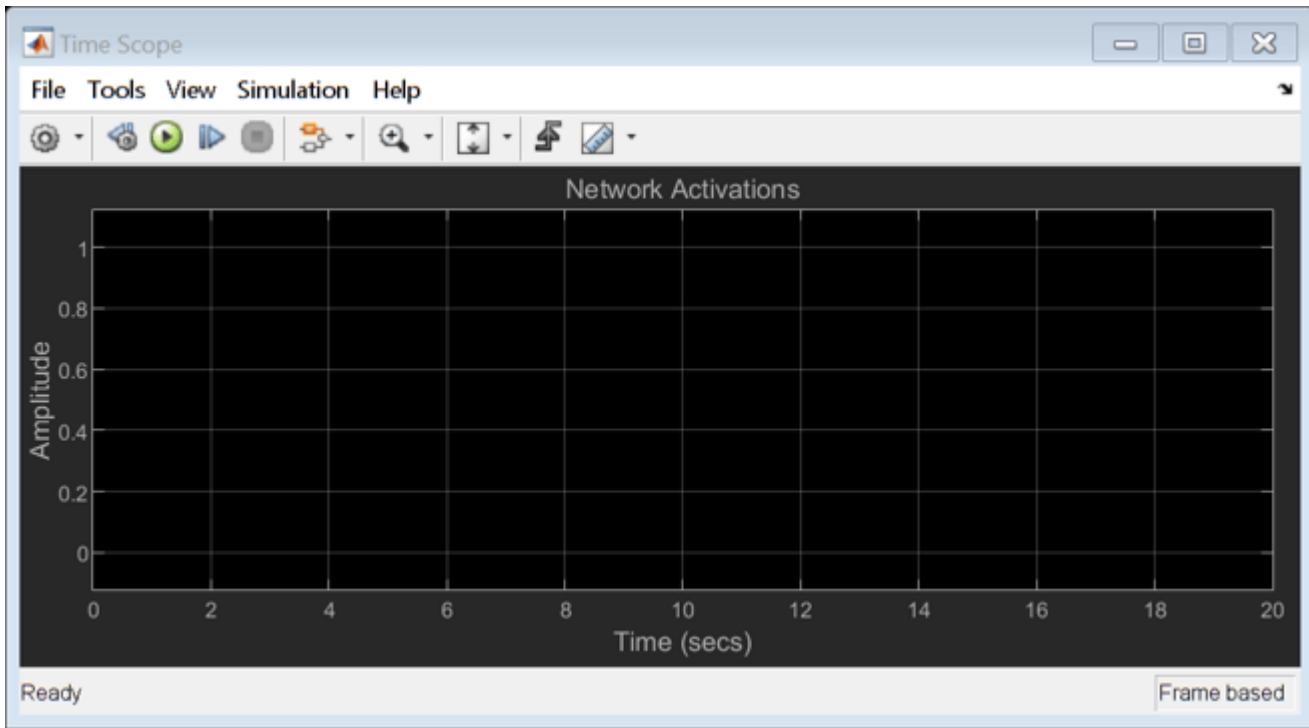 Time Scope
File Tools View Simulation Help
Network Activations
1
0.8
0.6
0.4
0.2
0
Amplitude
0 2 4 6 8 10 12 14 16 18 20
Time (secs)
Ready Frame based